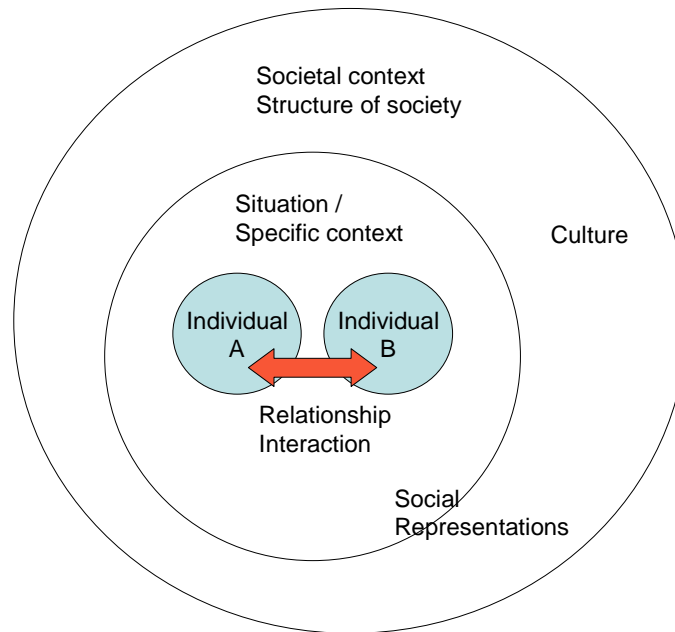 Societal context
Structure of society
Situation /
Specific context
Culture
Individual
A
Individual
B
Relationship
Interaction
Social
Representations